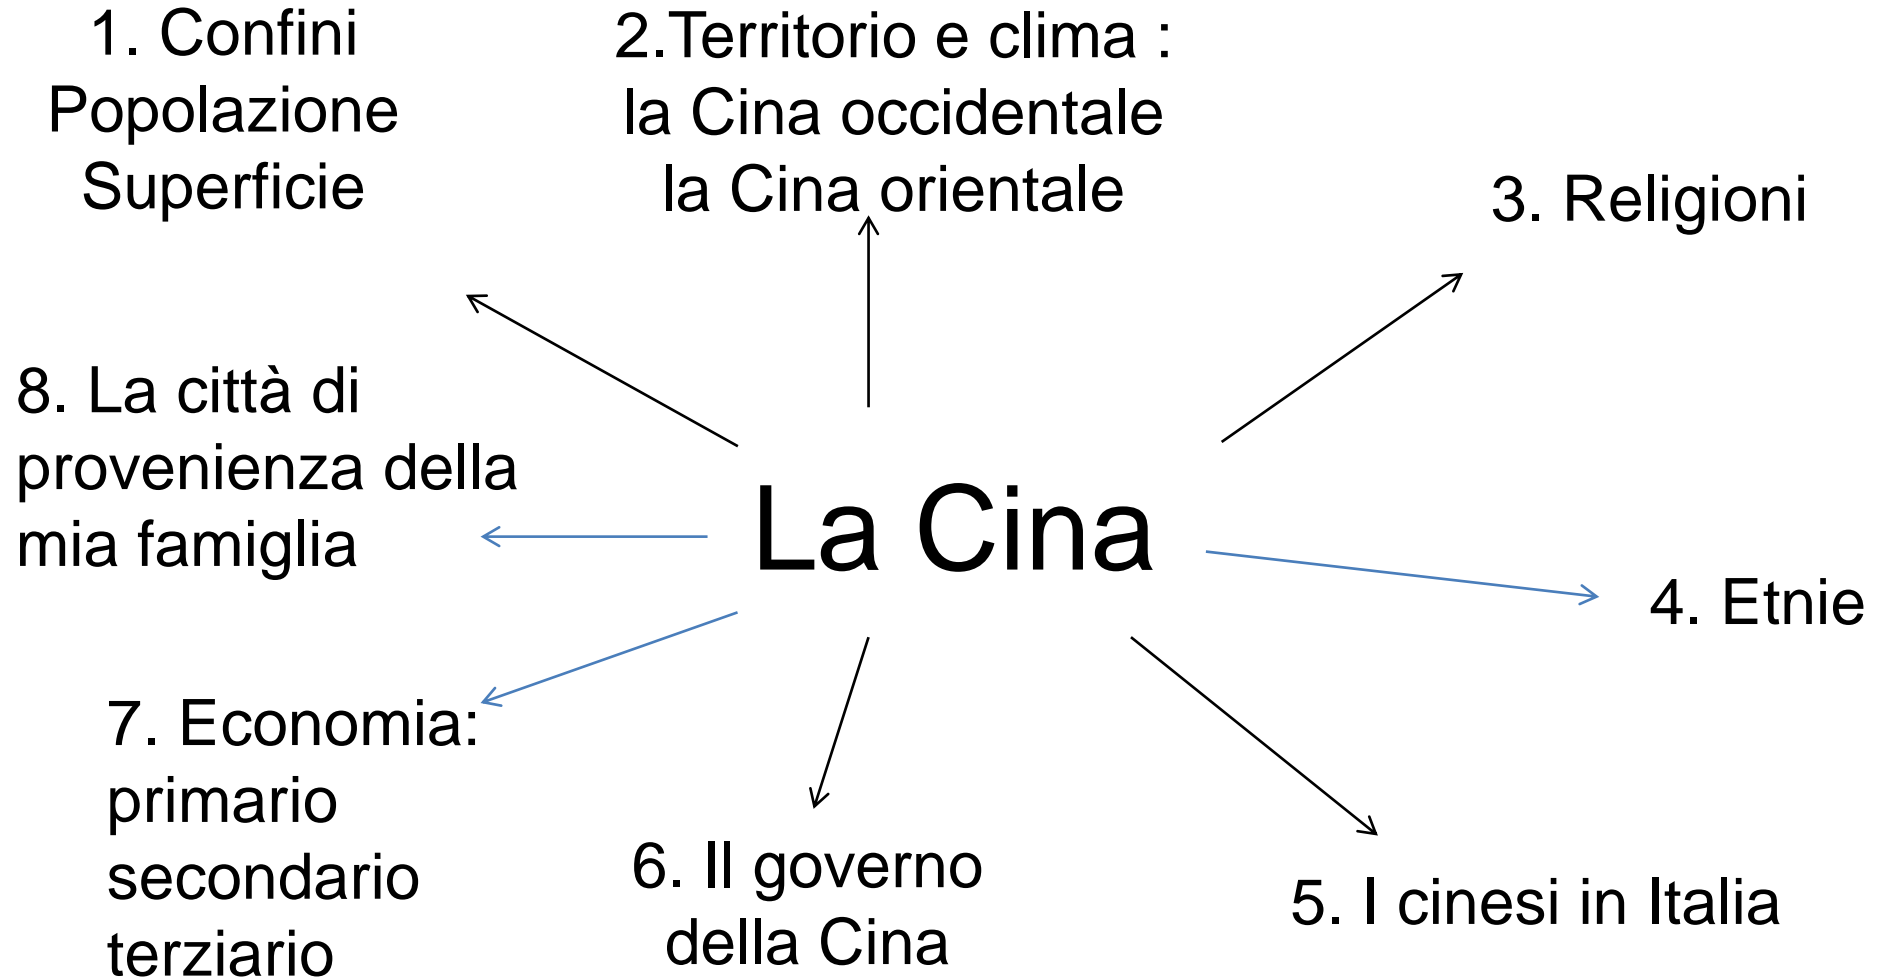 1. Confini
Popolazione
Superficie
2.Territorio e clima :
la Cina occidentale
la Cina orientale
3. Religioni
8. La città di
provenienza della
mia famiglia
La Cina
4. Etnie
7. Economia:
primario
secondario
terziario
6. Il governo
della Cina
5. I cinesi in Italia